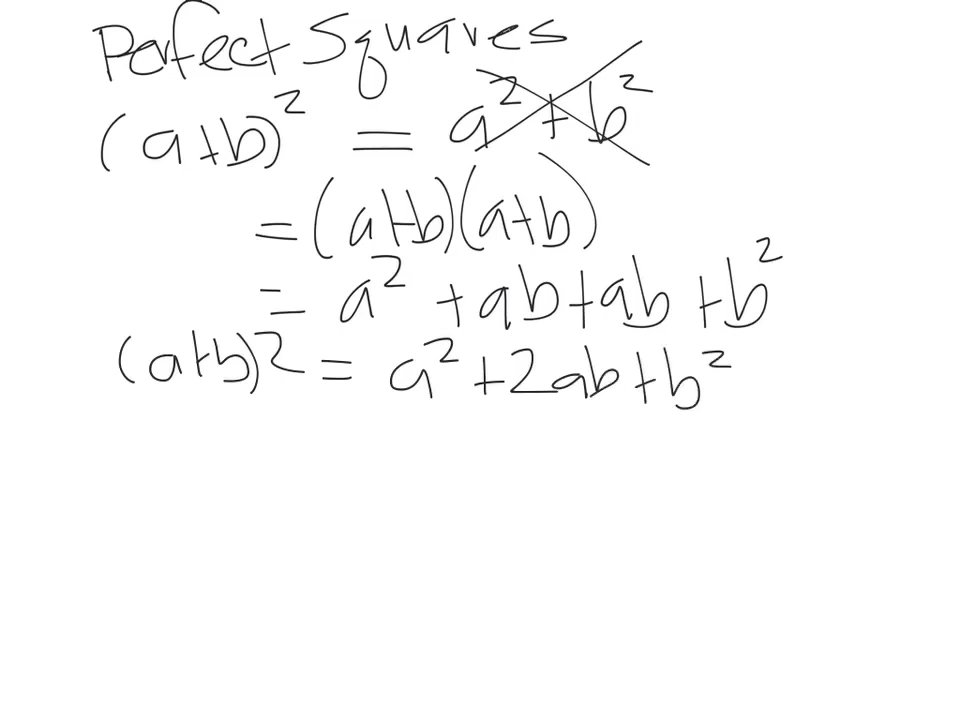 Perfect Squares
(a+b)² = a² + b²
= (a+b)(a+b)
= a² + ab + ab + b²
(a+b)² = a² + 2ab + b²